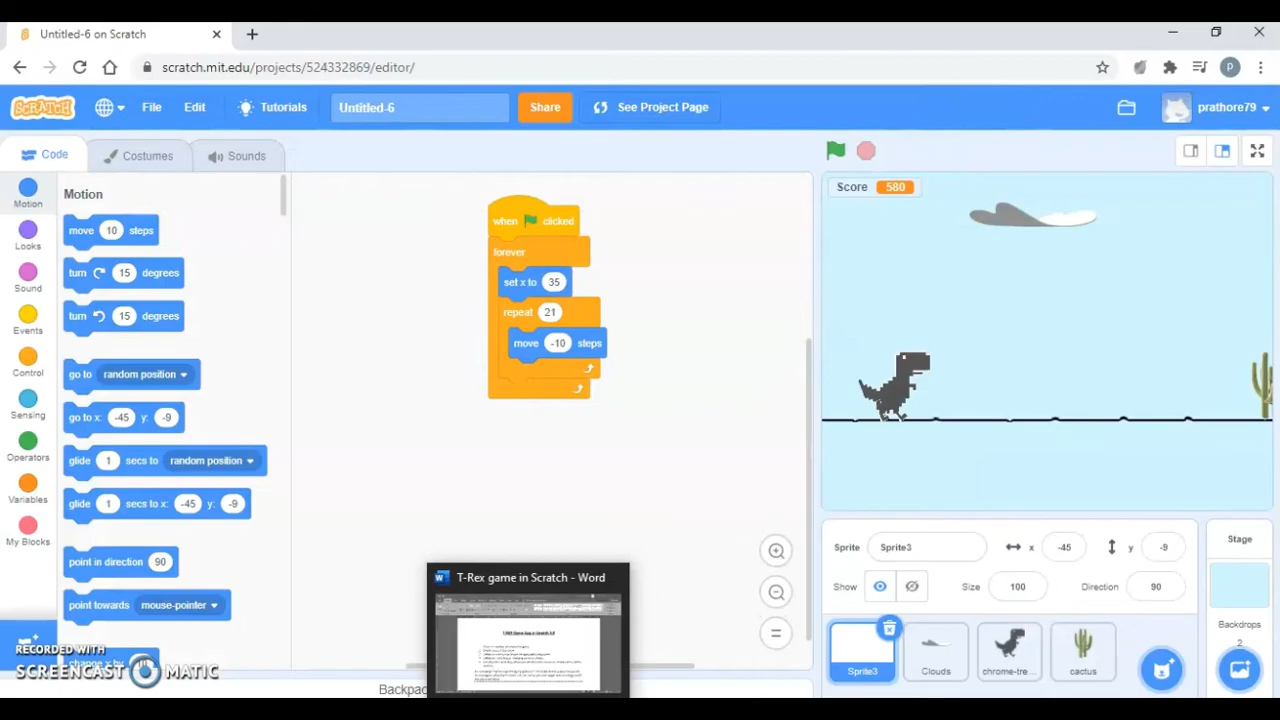 Untitled-6 on Scratch
scratch.mit.edu/projects/524332869/editor/
P
SCRATCH
File
Edit
Tutorials
Untitled-6
Share
See Project Page
prathore79
Code
Costumes
Sounds
Motion
Looks
Sound
Events
Control
Sensing
Operators
Variables
My Blocks
Motion
move 10 steps
turn 15 degrees
turn 15 degrees
go to random position
go to x: -45 y: -9
glide 1 secs to random position
glide 1 secs to x: -45 y: -9
point in direction 90
point towards mouse-pointer
change x by
when clicked
forever
set x to 35
repeat 21
move -10 steps
Score 580
Sprite Sprite3 x -45 y -9
Show Size 100 Direction 90
Sprite3
Clouds
chrome-tre...
cactus
Stage
Backdrops
2
T-Rex game in Scratch - Word
RECORDED WITH
SCREENCAST MATIC